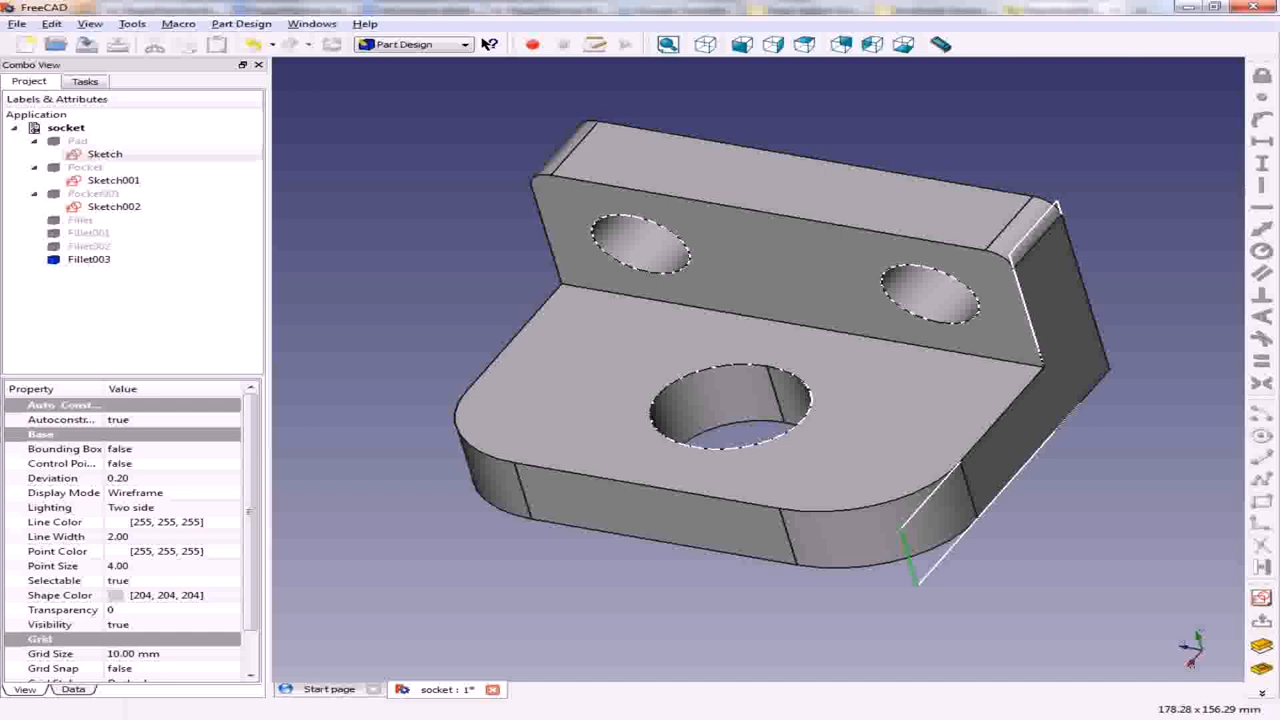 FreeCAD
File Edit View Tools Macro Part Design Windows Help
Part Design
Combo View
Project Tasks
Labels & Attributes
Application
socket
Pad
Sketch
Pocket
Sketch001
Pocket001
Sketch002
Fillet
Fillet001
Fillet002
Fillet003
Property Value
Auto Const...
Autoconstr... true
Base
Bounding Box false
Control Poi... false
Deviation 0.20
Display Mode Wireframe
Lighting Two side
Line Color [255, 255, 255]
Line Width 2.00
Point Color [255, 255, 255]
Point Size 4.00
Selectable true
Shape Color [204, 204, 204]
Transparency 0
Visibility true
Grid
Grid Size 10.00 mm
Grid Snap false
View Data
Start page socket : 1*
178.28 x 156.29 mm